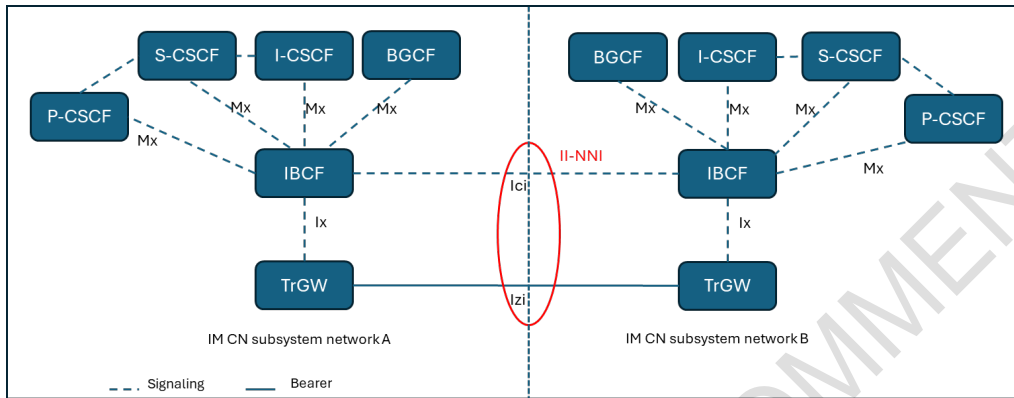 S-CSCF
I-CSCF
BGCF
BGCF
I-CSCF
S-CSCF
P-CSCF
P-CSCF
Mx
Mx
Mx
Mx
Mx
Mx
Mx
Mx
IBCF
II-NNI
IBCF
Ici
Ix
Ix
TrGW
TrGW
Izi
IM CN subsystem network A
IM CN subsystem network B
Signaling
Bearer
OMMENT